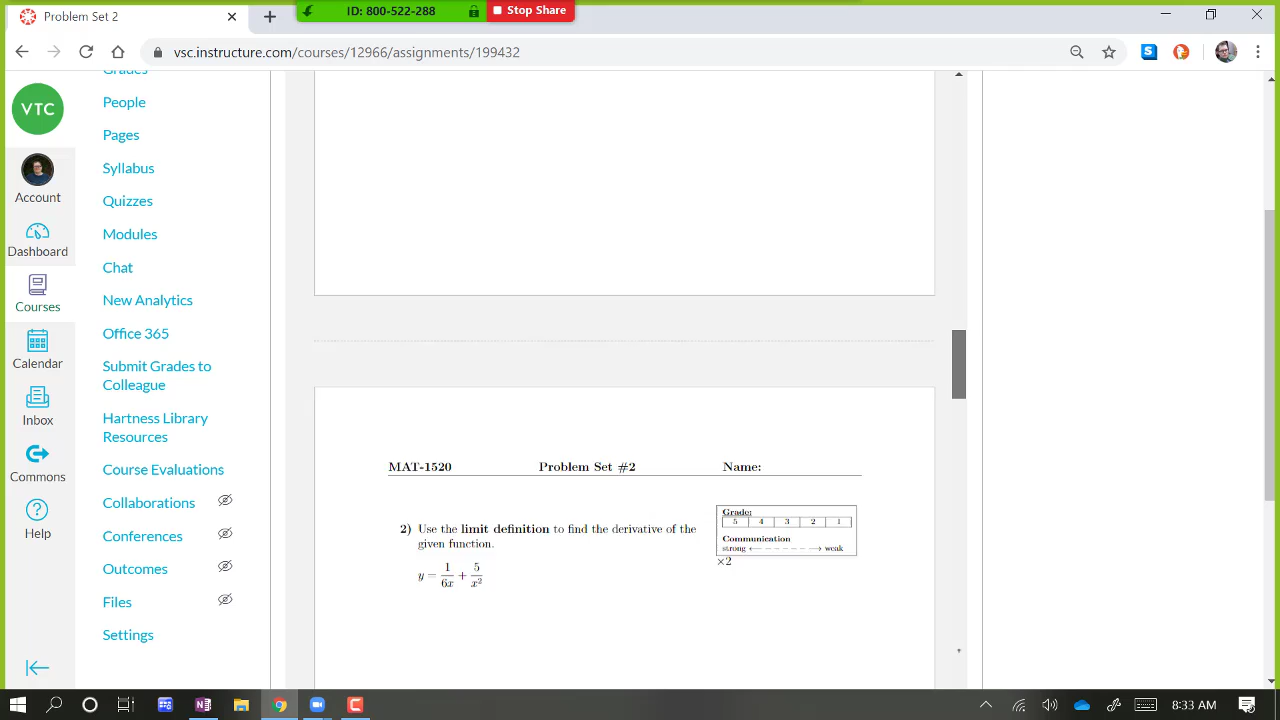 Problem Set 2
ID: 800-522-288
Stop Share
vsc.instructure.com/courses/12966/assignments/199432
S
VTC
Account
Dashboard
Courses
Calendar
Inbox
Commons
Help
Grades
People
Pages
Syllabus
Quizzes
Modules
Chat
New Analytics
Office 365
Submit Grades to
Colleague
Hartness Library
Resources
Course Evaluations
Collaborations
Conferences
Outcomes
Files
Settings
MAT-1520 Problem Set #2 Name:
2) Use the limit definition to find the derivative of the
given function.
y = 1/6x + 5/x²
Grade:
5 4 3 2 1
Communication
strong ←-----→ weak
×2
8:33 AM